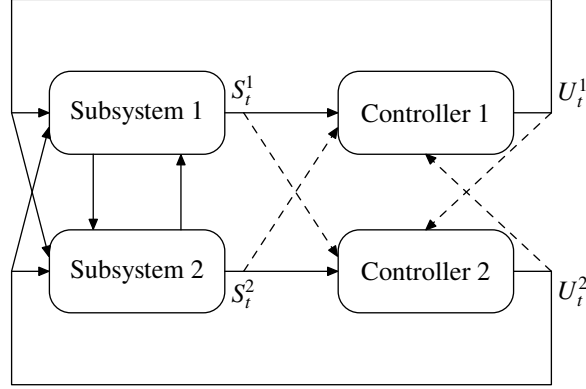 Subsystem 1
S_t^1
Controller 1
U_t^1
Subsystem 2
S_t^2
Controller 2
U_t^2